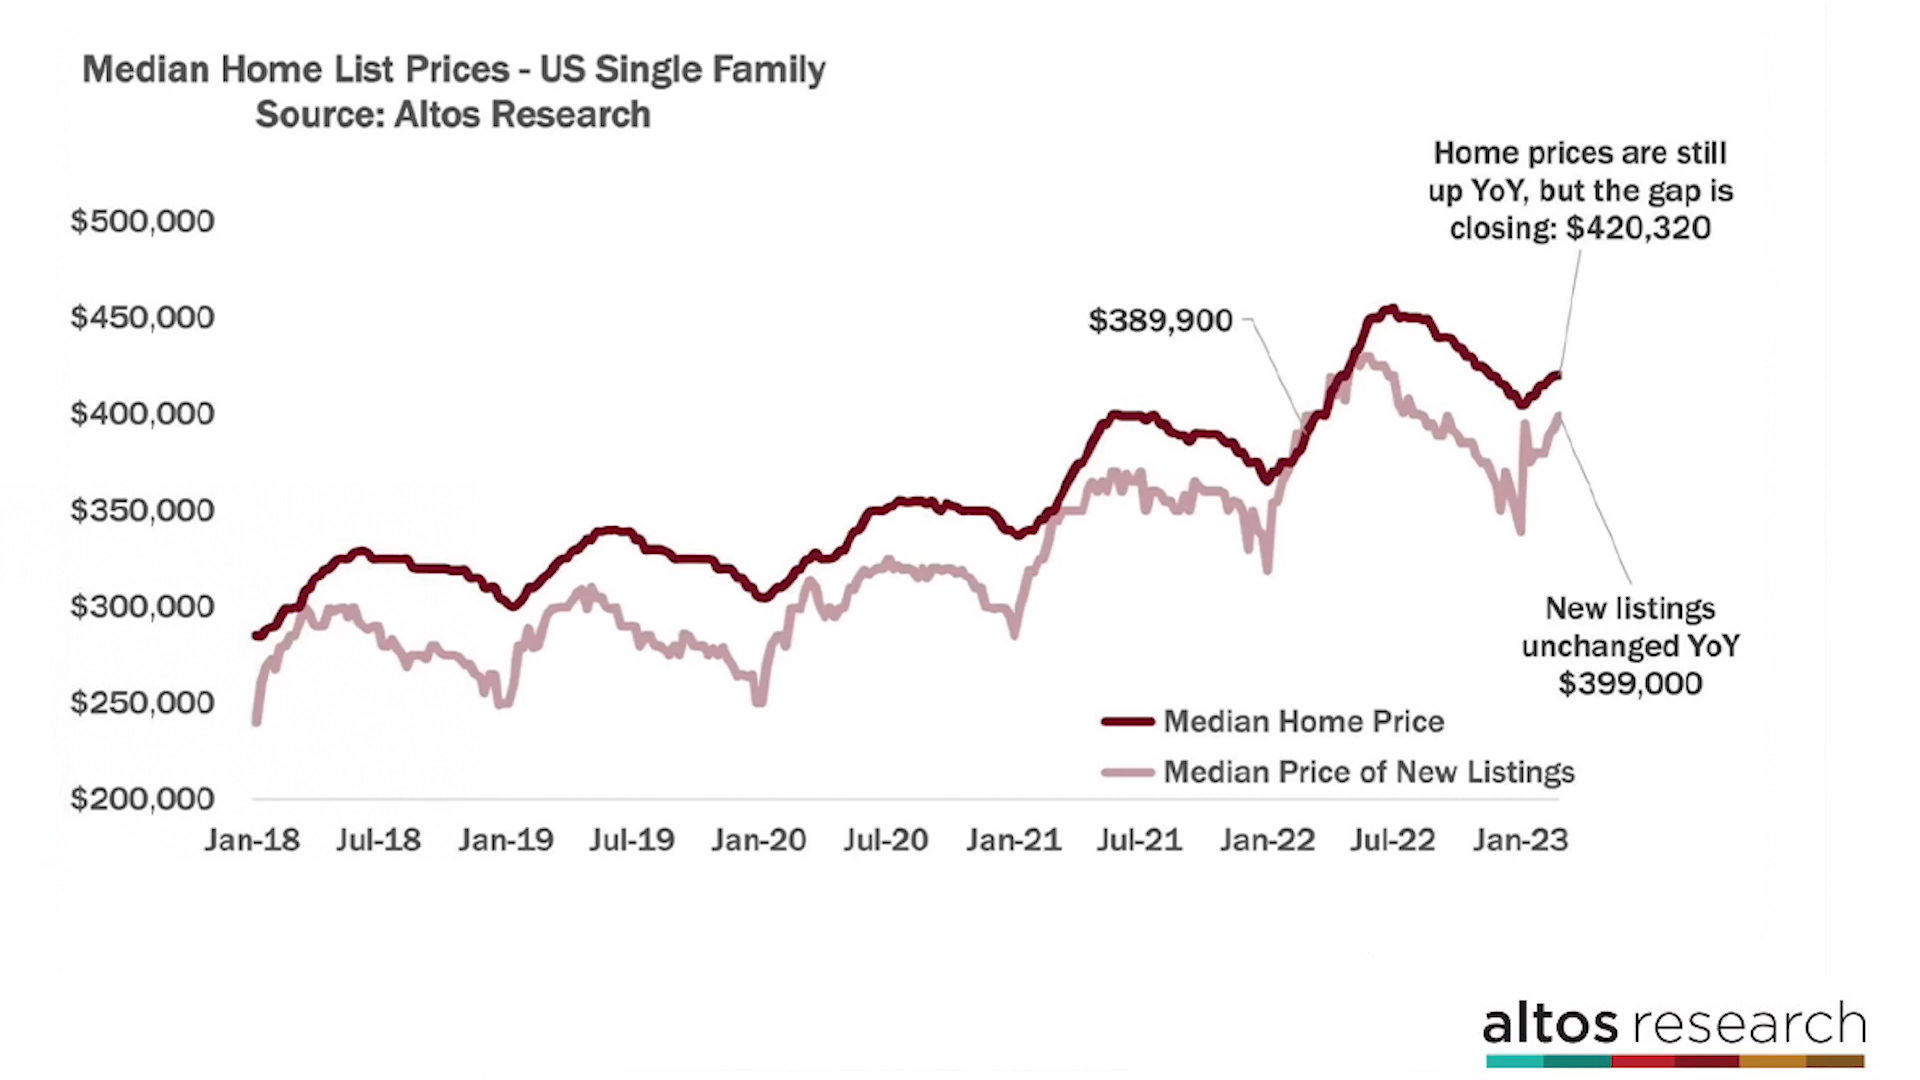 Median Home List Prices - US Single Family
Source: Altos Research
Home prices are still
up YoY, but the gap is
closing: $420,320
$500,000
$450,000
$389,900
$400,000
$350,000
$300,000
New listings
unchanged YoY
$399,000
$250,000
Median Home Price
Median Price of New Listings
$200,000
Jan-18 Jul-18 Jan-19 Jul-19 Jan-20 Jul-20 Jan-21 Jul-21 Jan-22 Jul-22 Jan-23
altos research